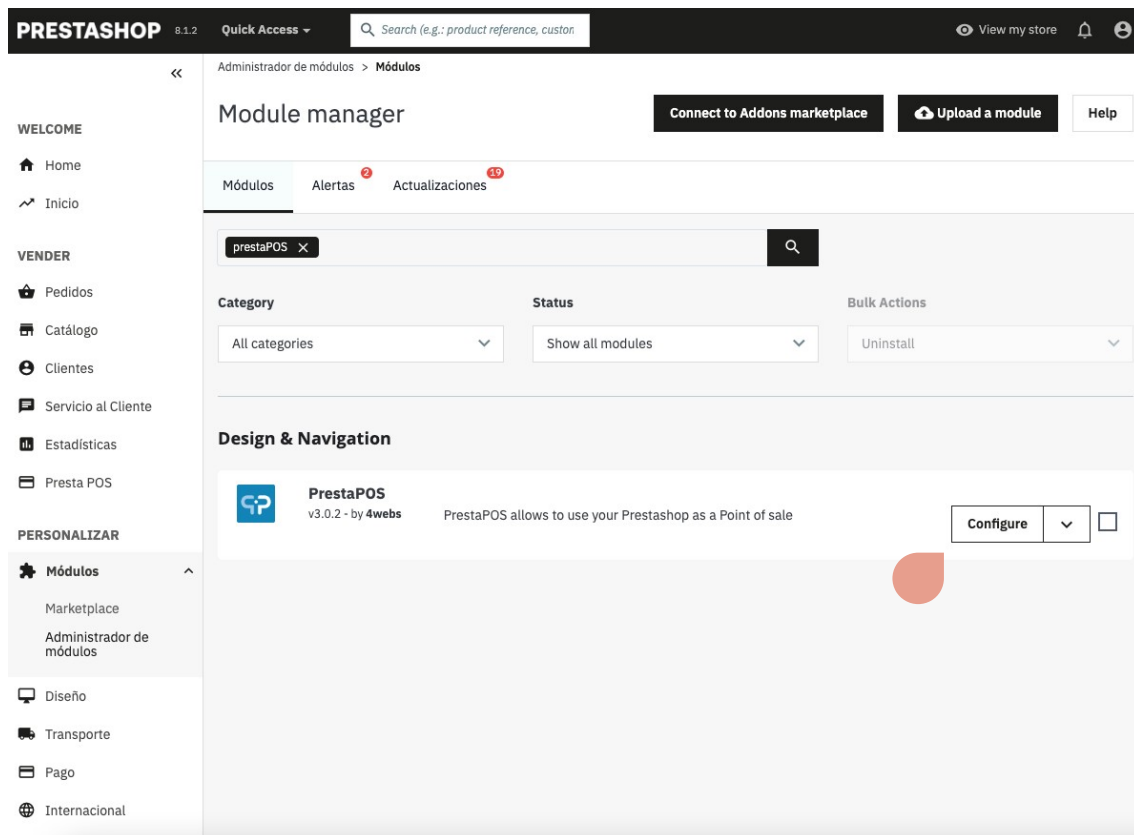 PRESTASHOP 8.1.2 Quick Access Search (e.g.: product reference, custon View my store
Administrador de módulos > Módulos
Module manager
Connect to Addons marketplace Upload a module Help
WELCOME
Home
Inicio
VENDER
Pedidos
Catálogo
Clientes
Servicio al Cliente
Estadísticas
Presta POS
PERSONALIZAR
Módulos
Marketplace
Administrador de
módulos
Diseño
Transporte
Pago
Internacional
Módulos Alertas 2 Actualizaciones 19
prestaPOS
Category Status Bulk Actions
All categories Show all modules Uninstall
Design & Navigation
PrestaPOS
v3.0.2 - by 4webs PrestaPOS allows to use your Prestashop as a Point of sale
Configure